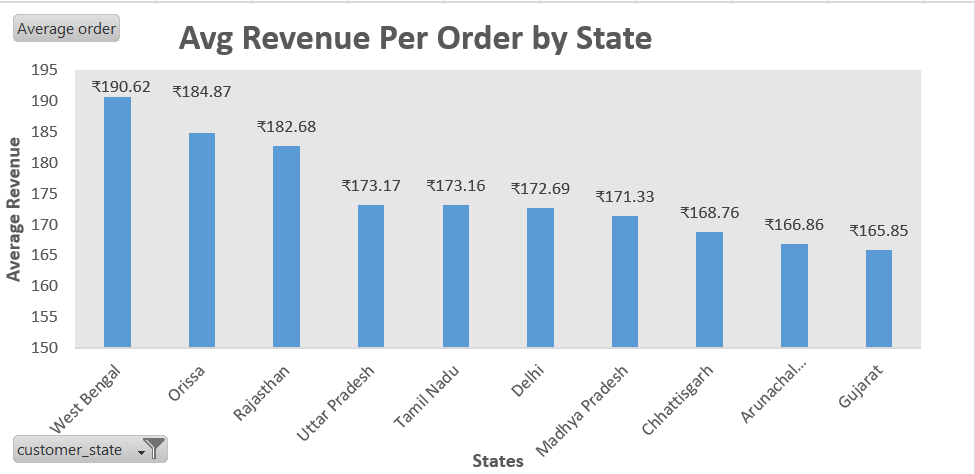 Average order
Avg Revenue Per Order by State
Average Revenue
195
190
185
180
175
170
165
160
155
150
₹190.62
₹184.87
₹182.68
₹173.17
₹173.16
₹172.69
₹171.33
₹168.76
₹166.86
₹165.85
West Bengal
Orissa
Rajasthan
Uttar Pradesh
Tamil Nadu
Delhi
Madhya Pradesh
Chhattisgarh
Arunachal...
Gujarat
customer_state
States